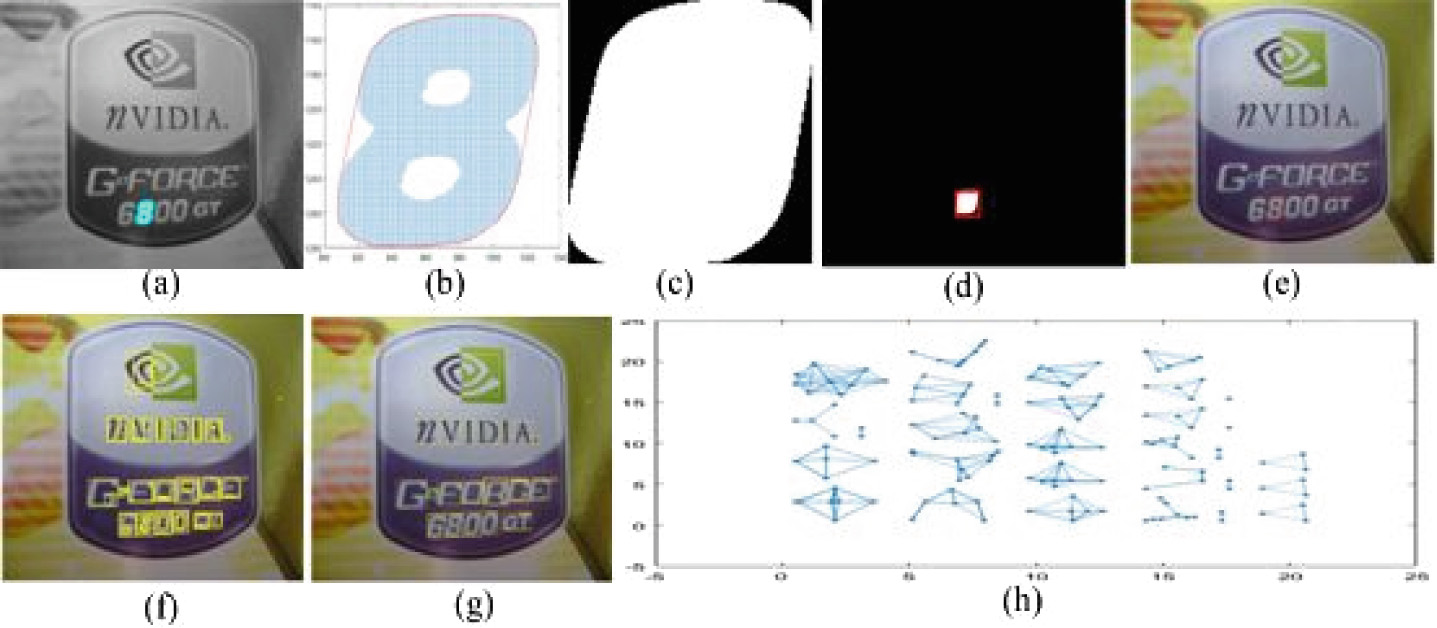 nVIDIA.
G-FORCE
6800 GT
8
nVIDIA.
G-FORCE
6800 GT
(a)
(b)
(c)
(d)
(e)
nVIDIA.
nVIDIA.
G-FORCE
6800 GT
25
20
15
10
5
0
-5
-5
0
5
10
15
20
25
(f)
(g)
(h)